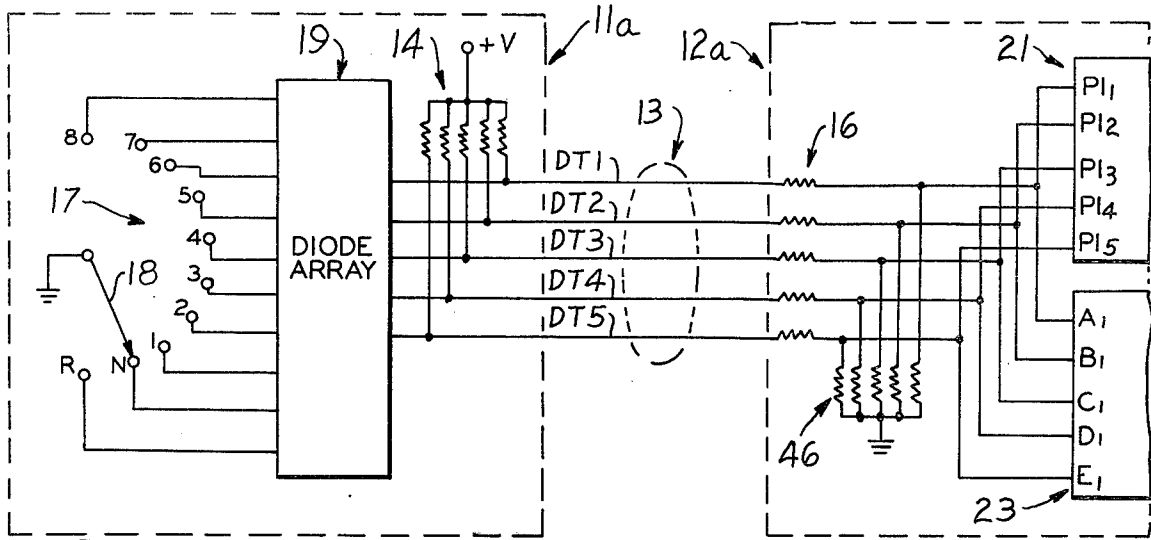 19
14
+V
11a
12a
21
8
7
6
5
4
3
2
1
N
R
17
18
DIODE
ARRAY
DT1
DT2
DT3
DT4
DT5
13
16
46
PI1
PI2
PI3
PI4
PI5
A1
B1
C1
D1
E1
23